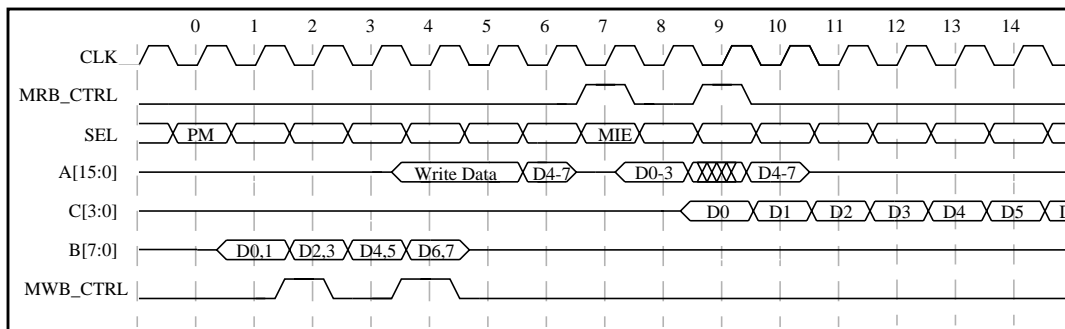 0 1 2 3 4 5 6 7 8 9 10 11 12 13 14
CLK
MRB_CTRL
SEL PM MIE
A[15:0] Write Data D4-7 D0-3 D4-7
C[3:0] D0 D1 D2 D3 D4 D5
B[7:0] D0,1 D2,3 D4,5 D6,7
MWB_CTRL